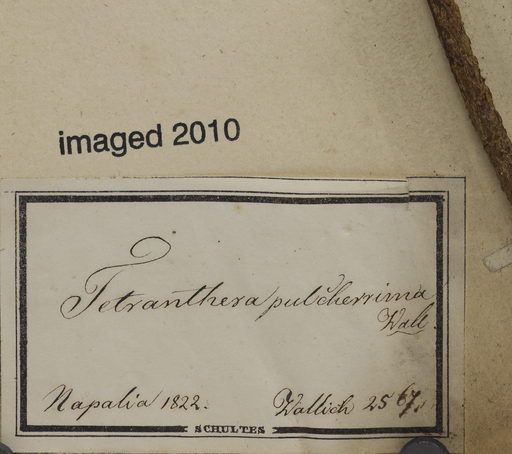 imaged 2010
Tetranthera pulcherrima
Wall.
Napalia 1822. Wallich 2567.
SCHULTES